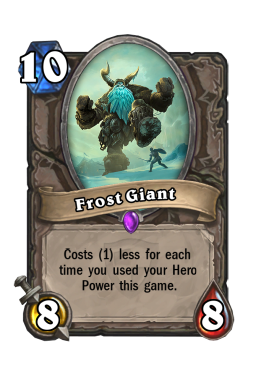 10
Frost Giant
Costs (1) less for each
time you used your Hero
Power this game.
8 8